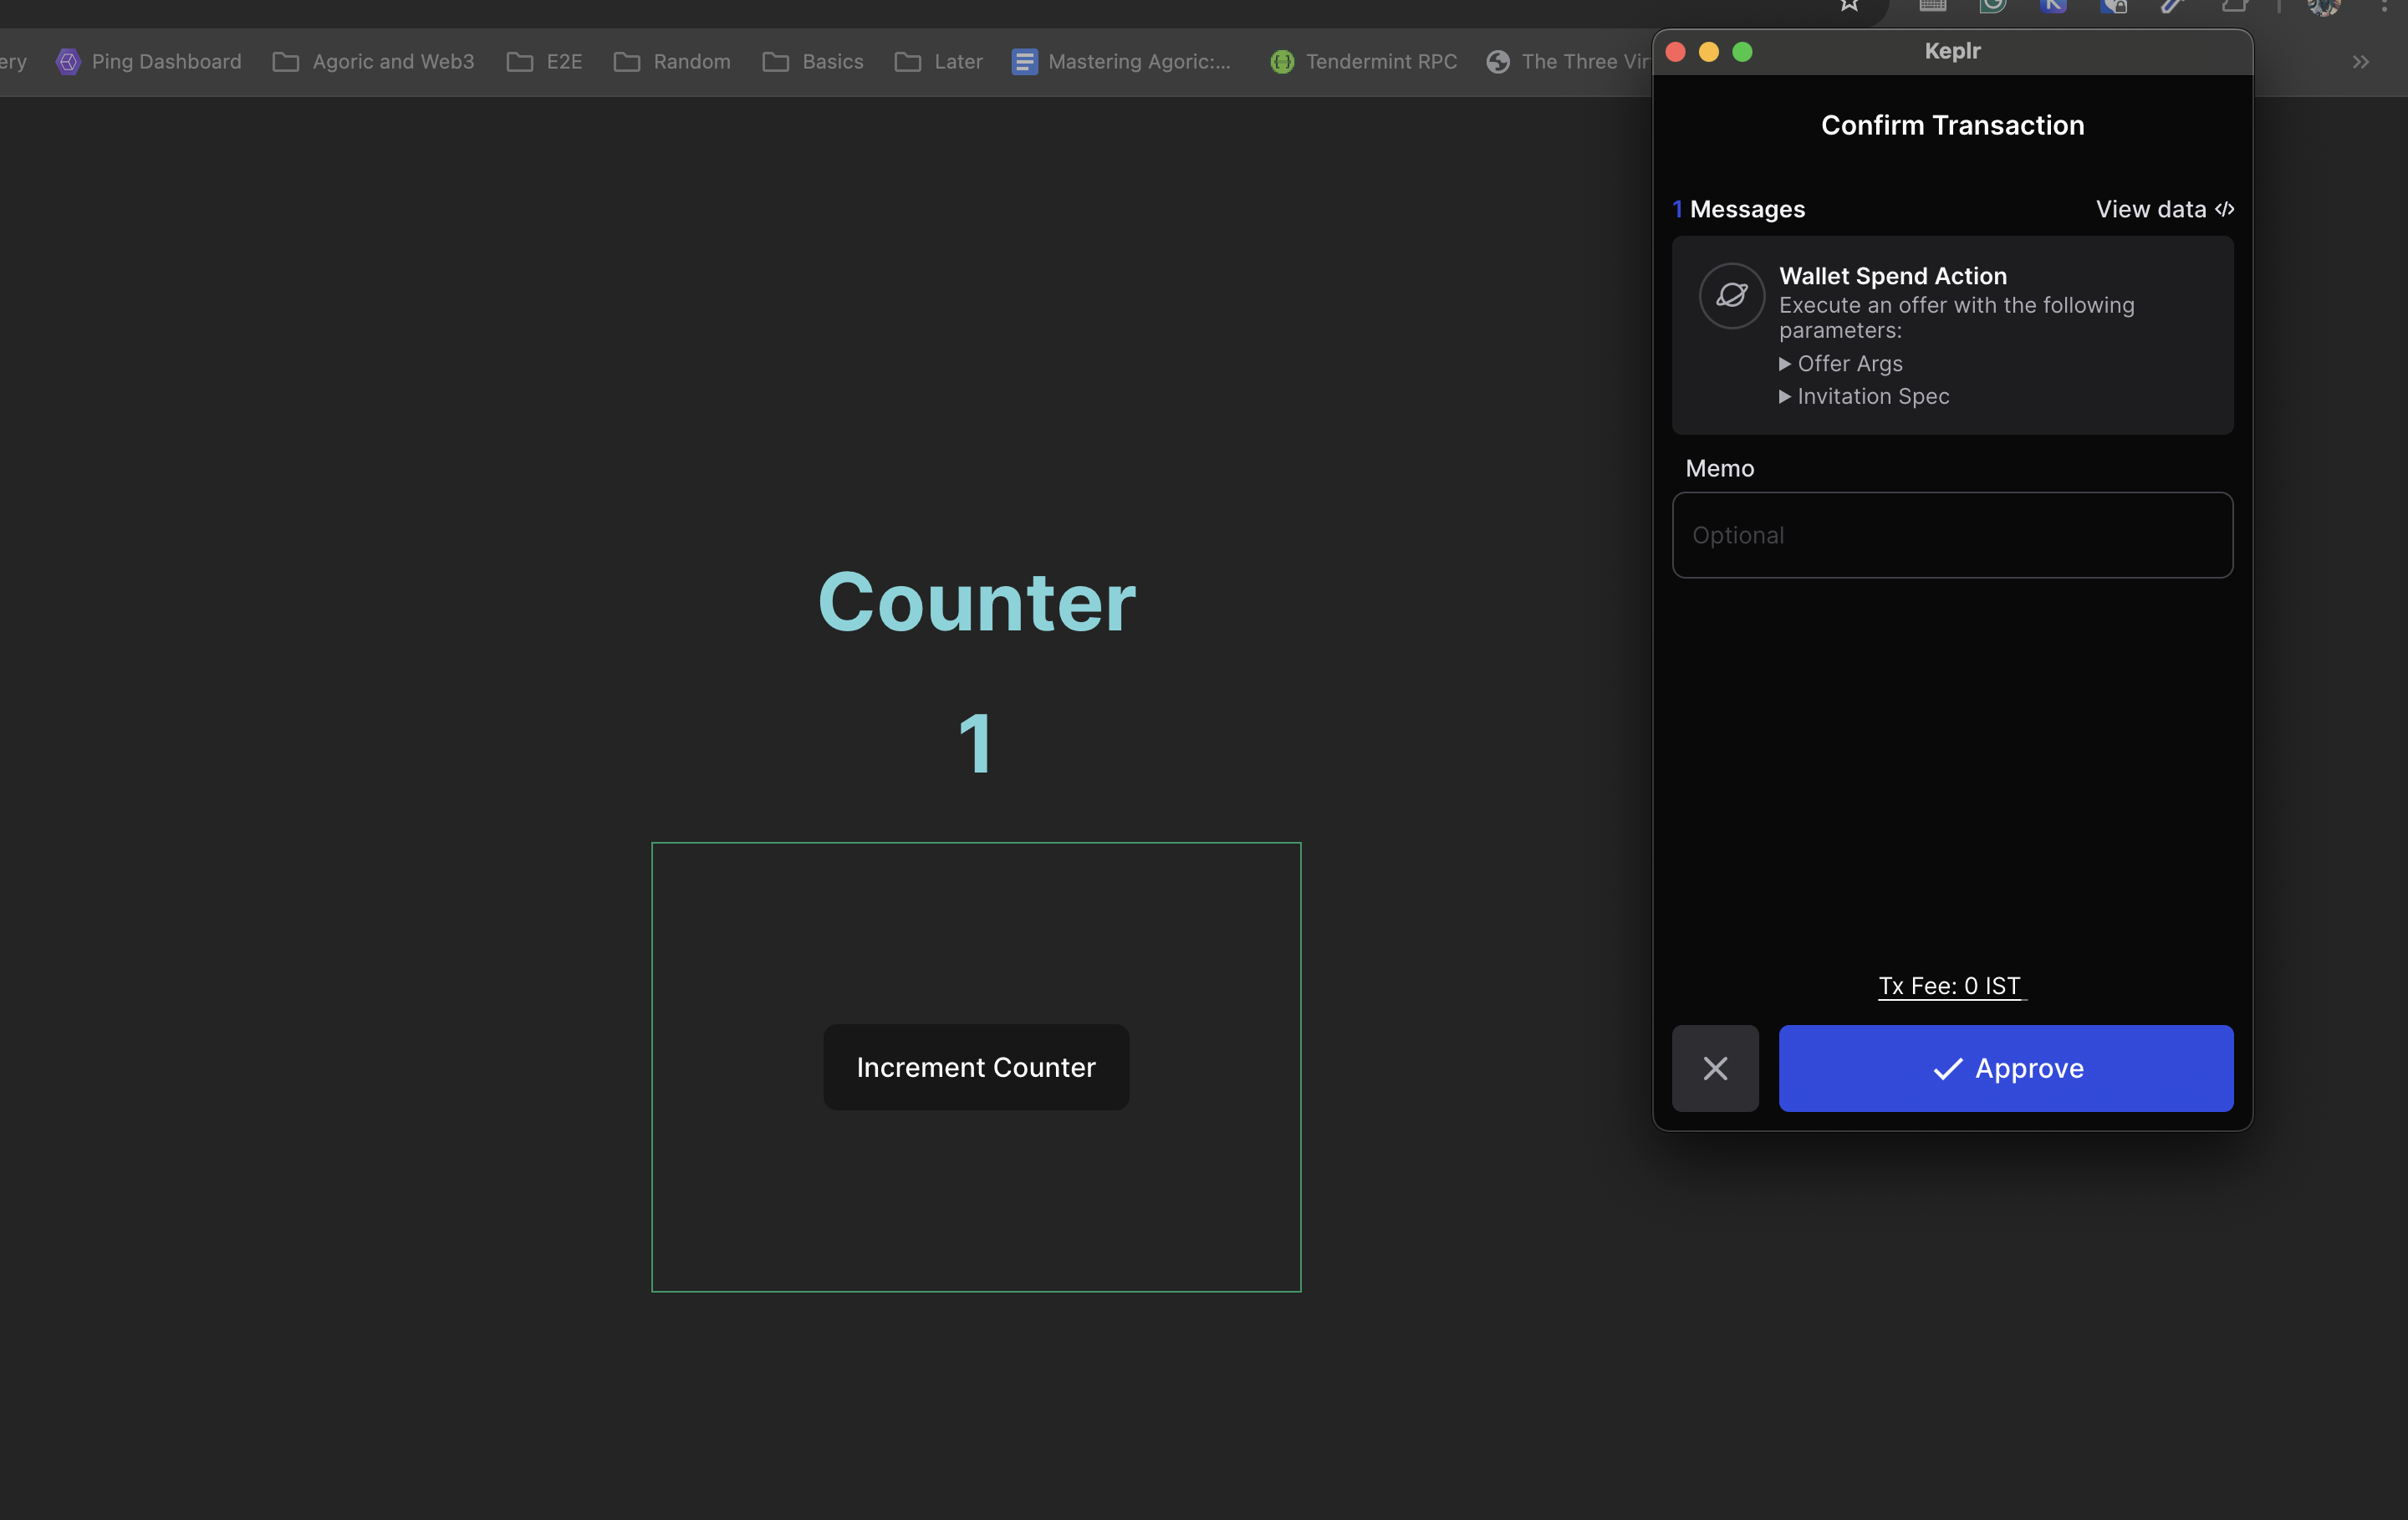 ery Ping Dashboard Agoric and Web3 E2E Random Basics Later Mastering Agoric:... Tendermint RPC The Three Vir
Keplr
Confirm Transaction
1 Messages View data </>
Wallet Spend Action
Execute an offer with the following
parameters:
Offer Args
Invitation Spec
Memo
Optional
Counter
1
Increment Counter
Tx Fee: 0 IST
Approve